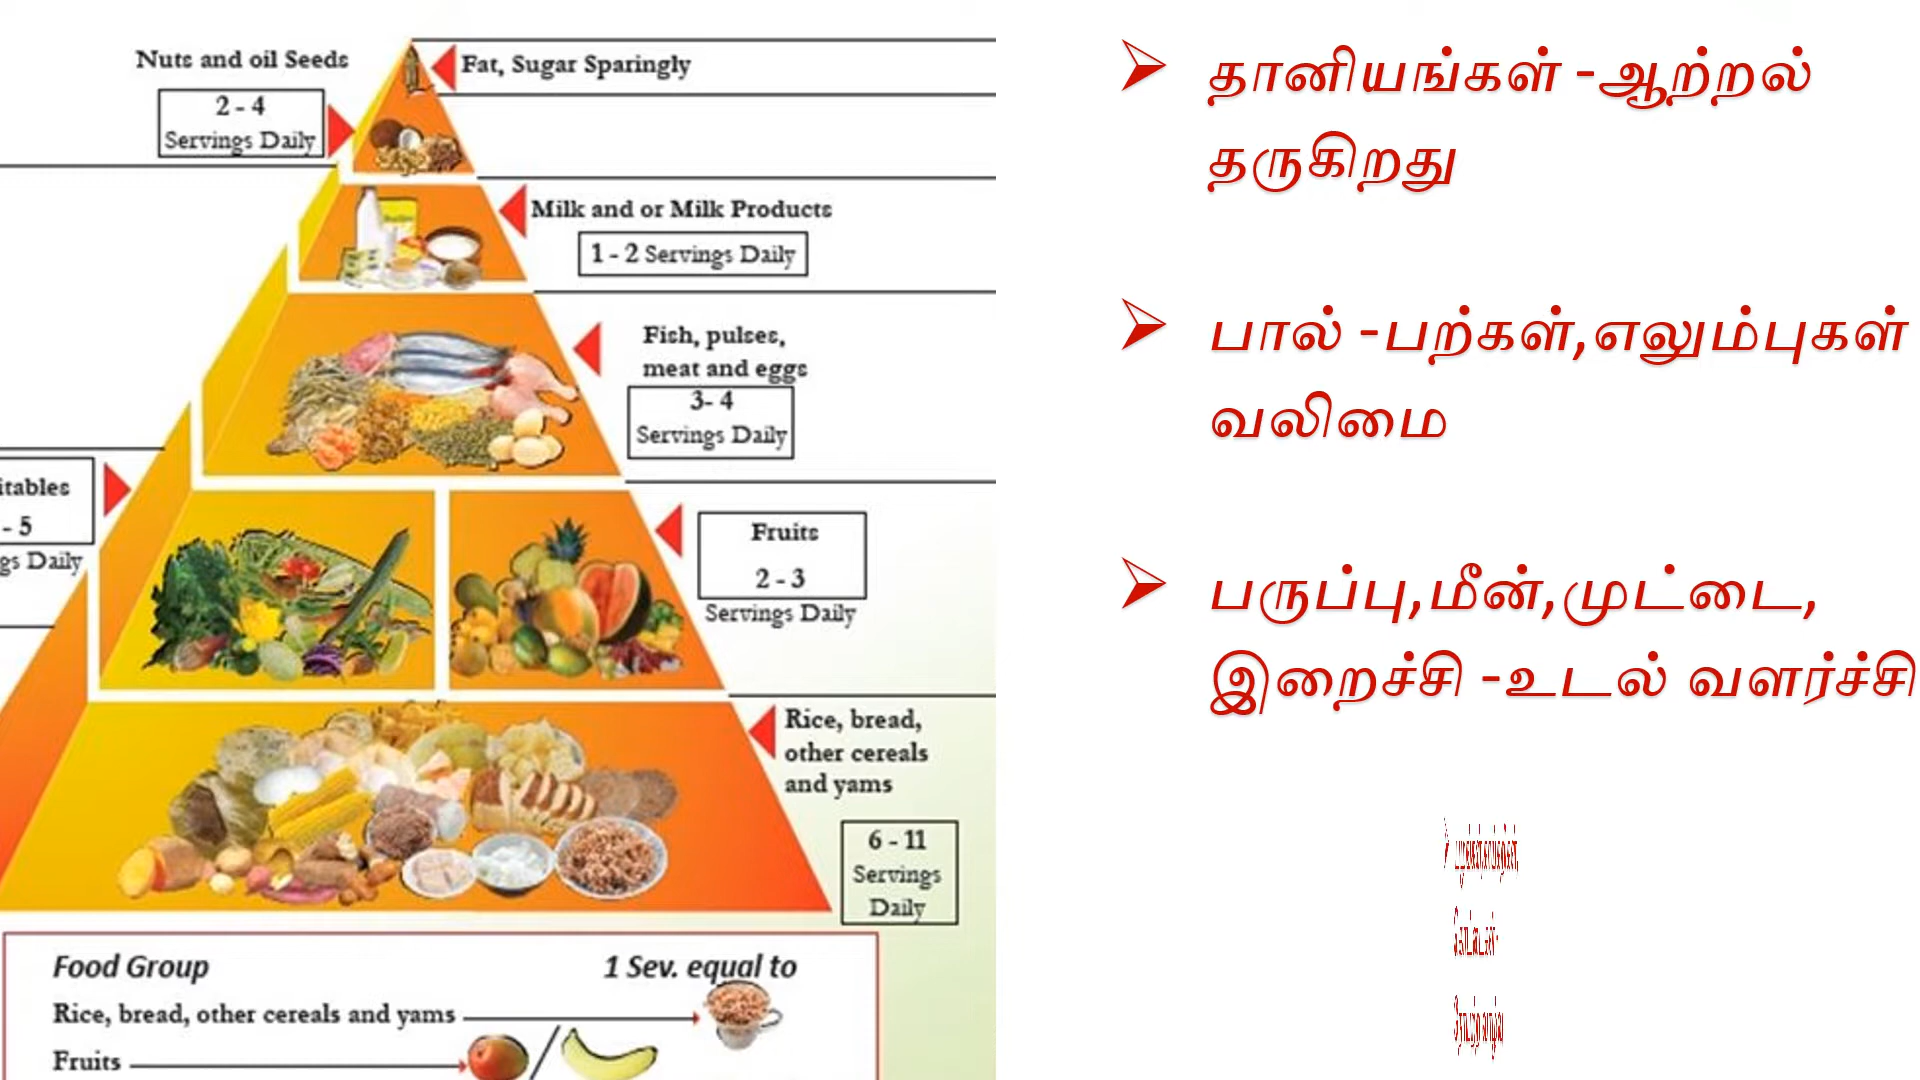 Nuts and oil Seeds
2 - 4
Servings Daily
Fat, Sugar Sparingly
Milk and or Milk Products
1 - 2 Servings Daily
Fish, pulses,
meat and eggs
3- 4
Servings Daily
itables
- 5
gs Daily
Fruits
2 - 3
Servings Daily
Rice, bread,
other cereals
and yams
6 - 11
Servings
Daily
Food Group 1 Sev. equal to
Rice, bread, other cereals and yams
Fruits
தானியங்கள் -ஆற்றல்
தருகிறது
பால் -பற்கள்,எலும்புகள்
வலிமை
பருப்பு,மீன்,முட்டை,
இறைச்சி -உடல் வளர்ச்சி